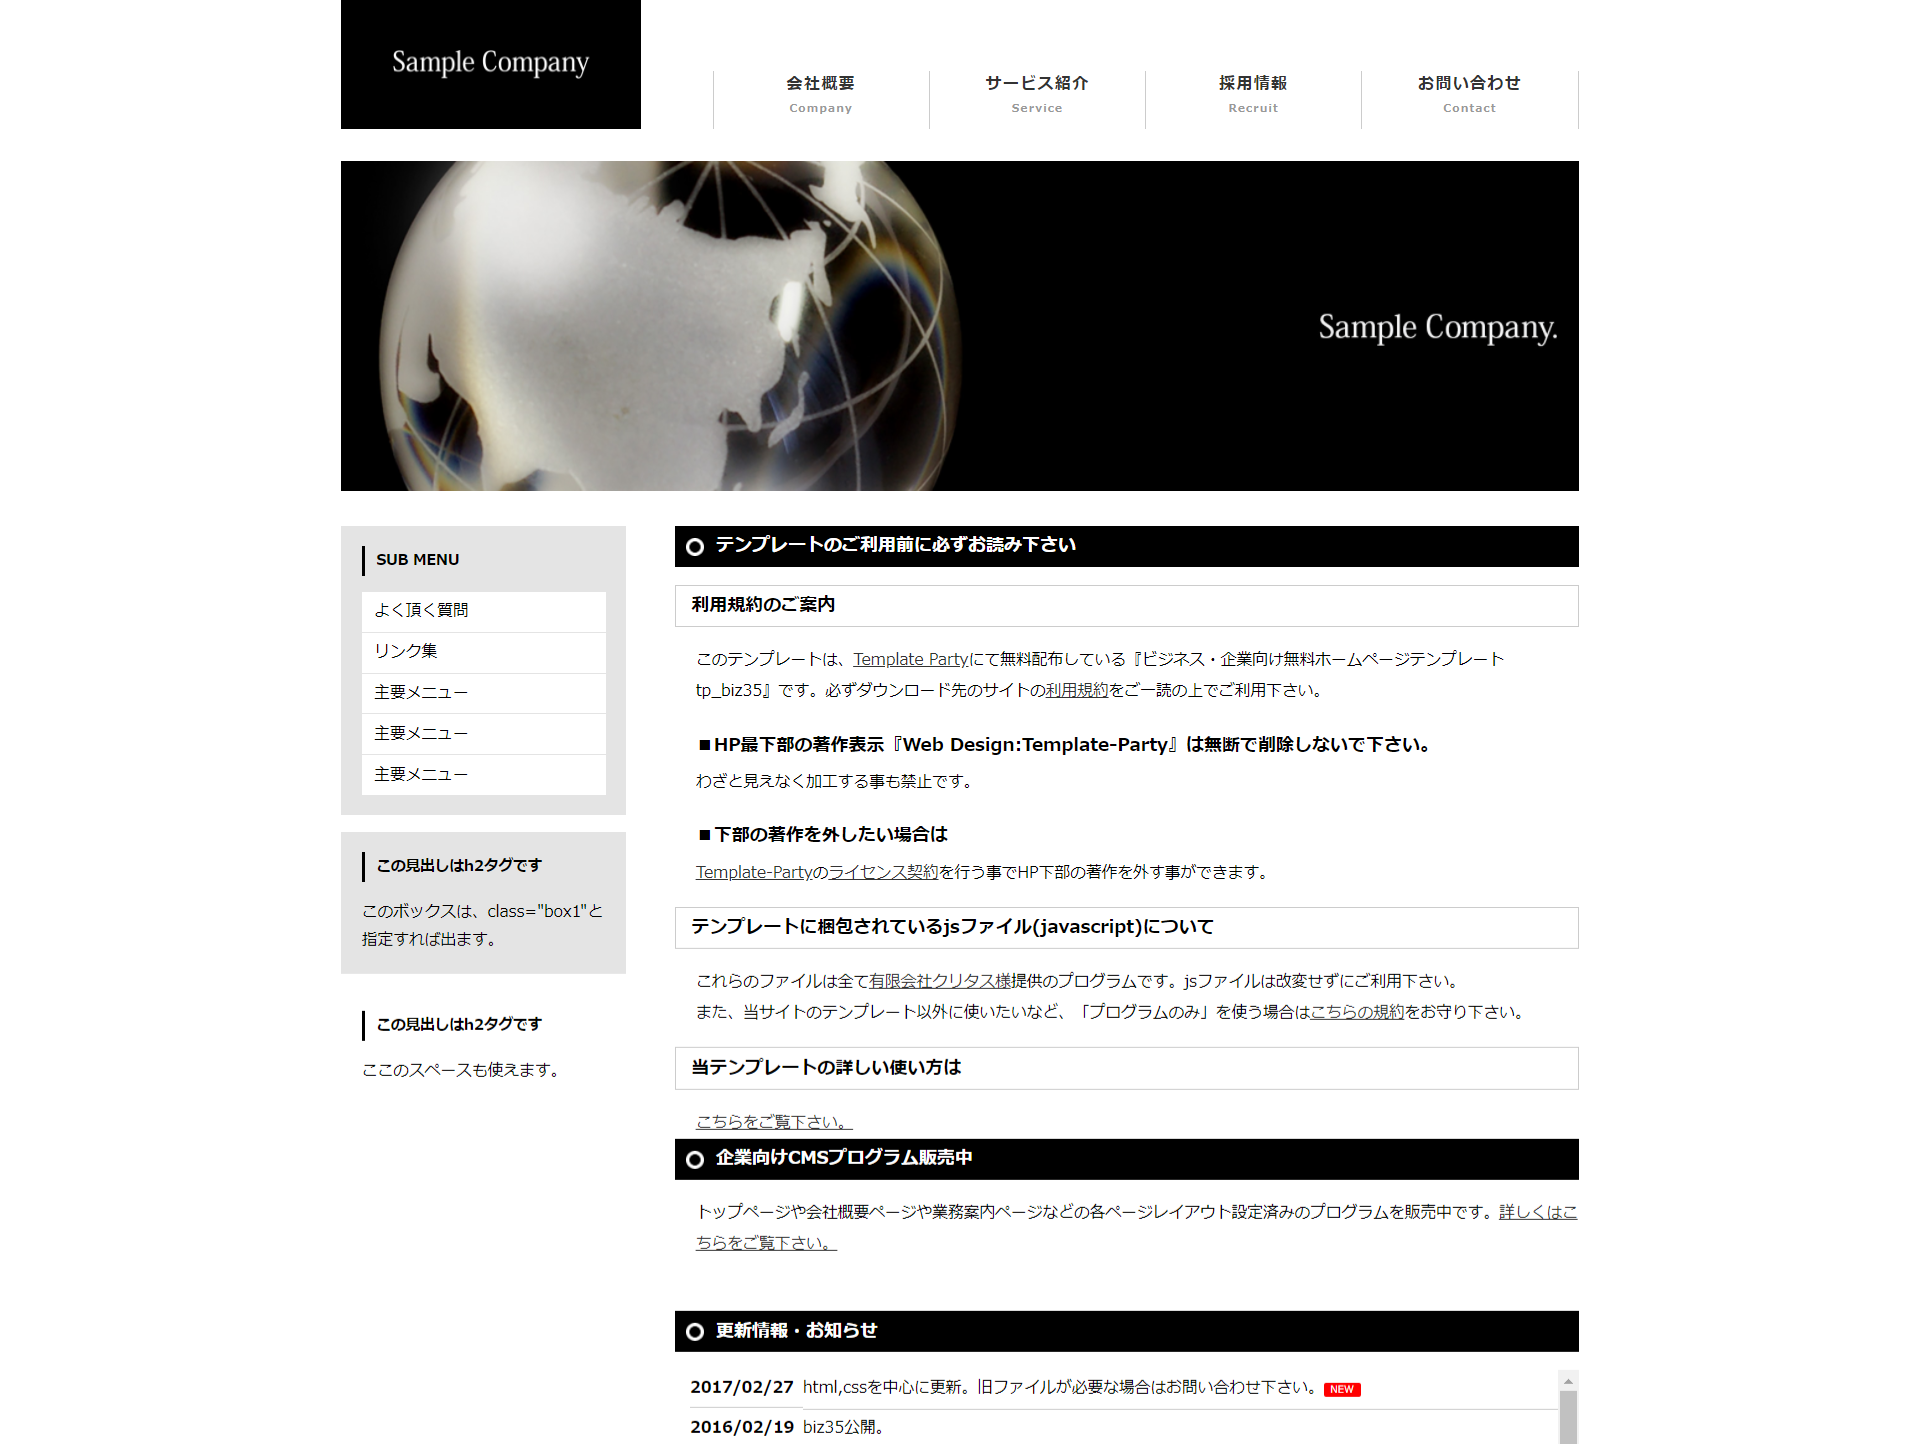 Sample Company
会社概要
Company
サービス紹介
Service
採用情報
Recruit
お問い合わせ
Contact
Sample Company.
SUB MENU
よく頂く質問
リンク集
主要メニュー
主要メニュー
主要メニュー
この見出しはh2タグです
このボックスは、class="box1"と
指定すれば出ます。
この見出しはh2タグです
ここのスペースも使えます。
テンプレートのご利用前に必ずお読み下さい
利用規約のご案内
このテンプレートは、Template Partyにて無料配布している『ビジネス・企業向け無料ホームページテンプレート
tp_biz35』です。必ずダウンロード先のサイトの利用規約をご一読の上でご利用下さい。
■HP最下部の著作表示『Web Design:Template-Party』は無断で削除しないで下さい。
わざと見えなく加工する事も禁止です。
■下部の著作を外したい場合は
Template-Partyのライセンス契約を行う事でHP下部の著作を外す事ができます。
テンプレートに梱包されているjsファイル(javascript)について
これらのファイルは全て有限会社クリタス様提供のプログラムです。jsファイルは改変せずにご利用下さい。
また、当サイトのテンプレート以外に使いたいなど、「プログラムのみ」を使う場合はこちらの規約をお守り下さい。
当テンプレートの詳しい使い方は
こちらをご覧下さい。
企業向けCMSプログラム販売中
トップページや会社概要ページや業務案内ページなどの各ページレイアウト設定済みのプログラムを販売中です。詳しくはこ
ちらをご覧下さい。
更新情報・お知らせ
2017/02/27 html,cssを中心に更新。旧ファイルが必要な場合はお問い合わせ下さい。 NEW
2016/02/19 biz35公開。